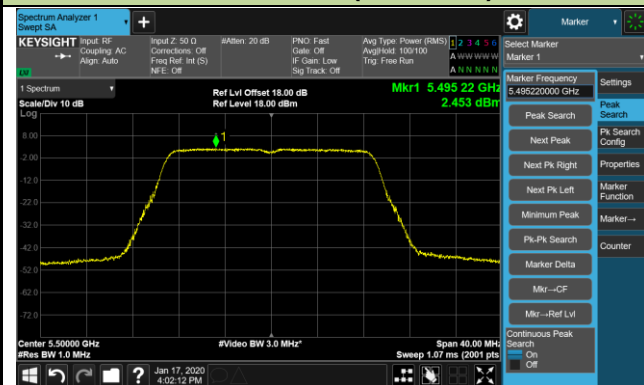 Spectrum Analyzer 1
Swept SA
Marker
KEYSIGHT
Input: RF
Coupling: AC
Align: Auto
Input Z: 50 Ω
Corrections: Off
Freq Ref: Int (S)
NFE: Off
#Atten: 20 dB
PNO: Fast
Gate: Off
IF Gain: Low
Sig Track: Off
Avg Type: Power (RMS)
Avg|Hold: 100/100
Trig: Free Run
1 2 3 4 5 6
A W W W W W
A N N N N N
LV
Select Marker
Marker 1
1 Spectrum
Scale/Div 10 dB
Log
Ref Lvl Offset 18.00 dB
Ref Level 18.00 dBm
Mkr1 5.495 22 GHz
2.453 dBm
Marker Frequency
5.495220000 GHz
Settings
Peak Search
Peak
Search
Next Peak
Pk Search
Config
Next Pk Right
Properties
Next Pk Left
Marker
Function
Minimum Peak
Marker→
Pk-Pk Search
Counter
Marker Delta
Mkr→CF
Mkr→Ref Lvl
Continuous Peak
Search
On
Off
1
8.00
-2.00
-12.0
-22.0
-32.0
-42.0
-52.0
-62.0
-72.0
Center 5.50000 GHz
#Res BW 1.0 MHz
#Video BW 3.0 MHz*
Span 40.00 MHz
Sweep 1.07 ms (2001 pts)
?
Jan 17, 2020
4:02:12 PM